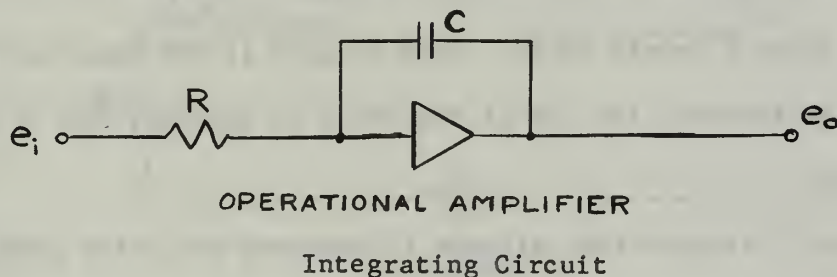 C
R
eᵢ
eₒ
OPERATIONAL AMPLIFIER
Integrating Circuit